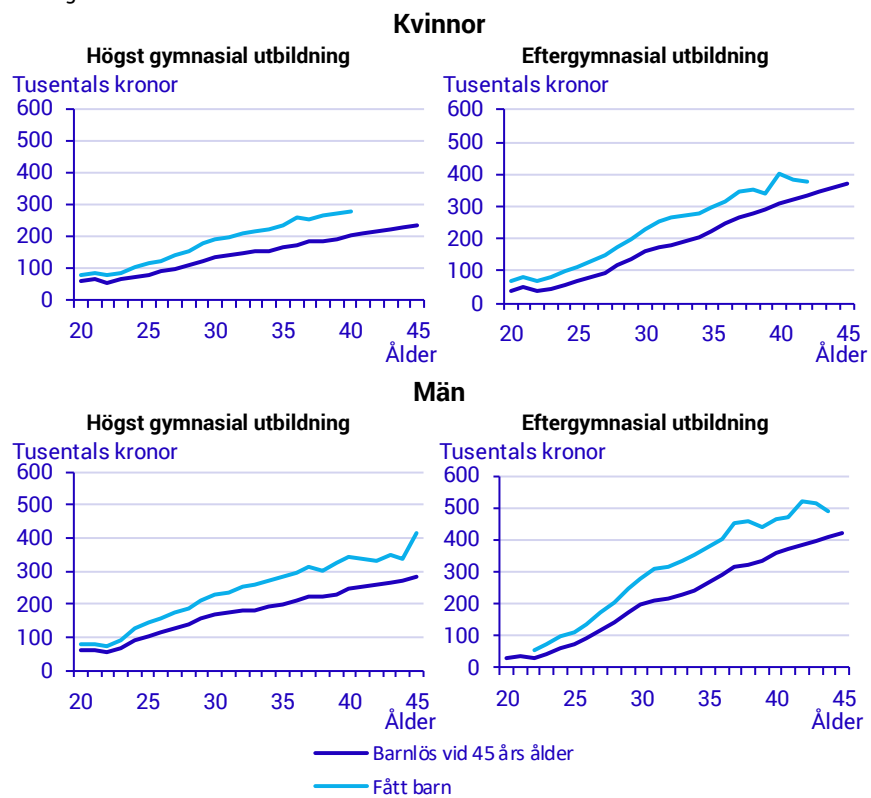 Kvinnor
Högst gymnasial utbildning
Tusentals kronor
600
500
400
300
200
100
0
20 25 30 35 40 45
Ålder
Eftergymnasial utbildning
Tusentals kronor
600
500
400
300
200
100
0
20 25 30 35 40 45
Ålder
Män
Högst gymnasial utbildning
Tusentals kronor
600
500
400
300
200
100
0
20 25 30 35 40 45
Ålder
Eftergymnasial utbildning
Tusentals kronor
600
500
400
300
200
100
0
20 25 30 35 40 45
Ålder
Barnlös vid 45 års ålder
Fått barn